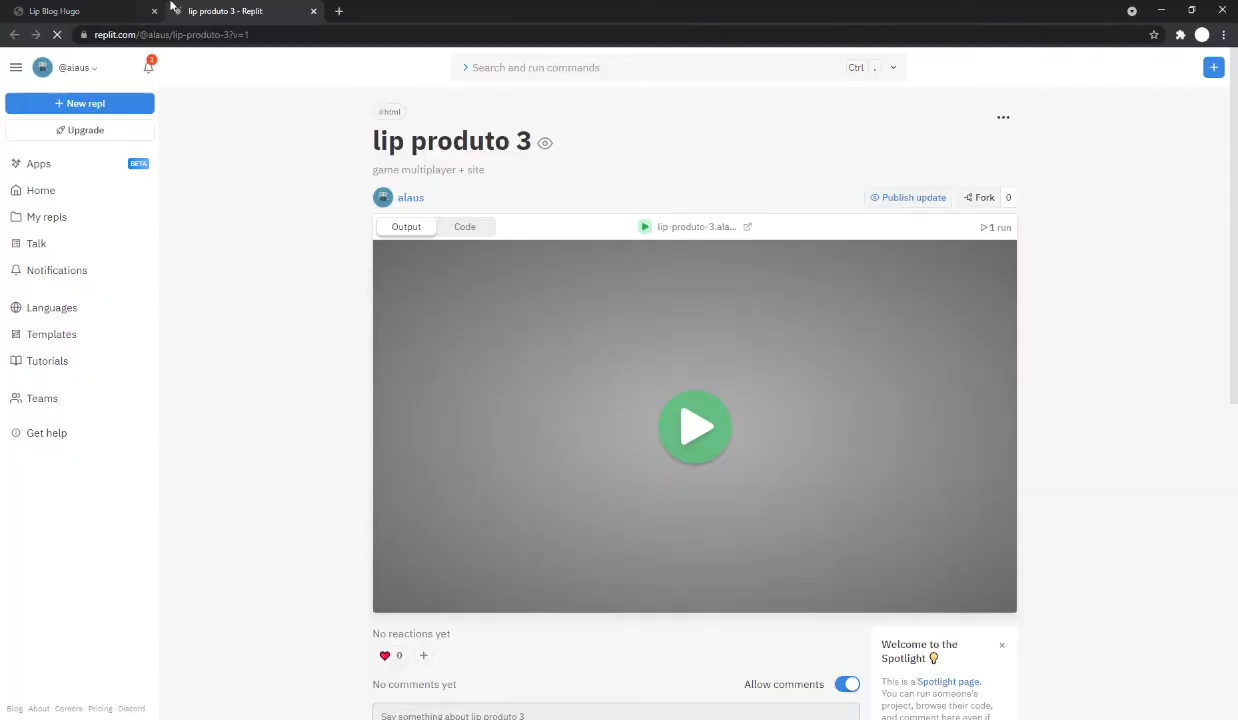 Lip Blog Hugo
lip produto 3 - Replit
replit.com/@alaus/lip-produto-3?v=1
@alaus
2
Search and run commands
Ctrl .
New repl
Upgrade
Apps
BETA
Home
My repls
Talk
Notifications
Languages
Templates
Tutorials
Teams
Get help
Blog About Careers Pricing Discord
#html
lip produto 3
game multiplayer + site
alaus
Publish update
Fork 0
Output
Code
lip-produto-3.ala...
1 run
No reactions yet
0
No comments yet
Allow comments
Say something about lip produto 3
Welcome to the
Spotlight
This is a Spotlight page.
You can run someone's
project, browse their code,
and comment here even if